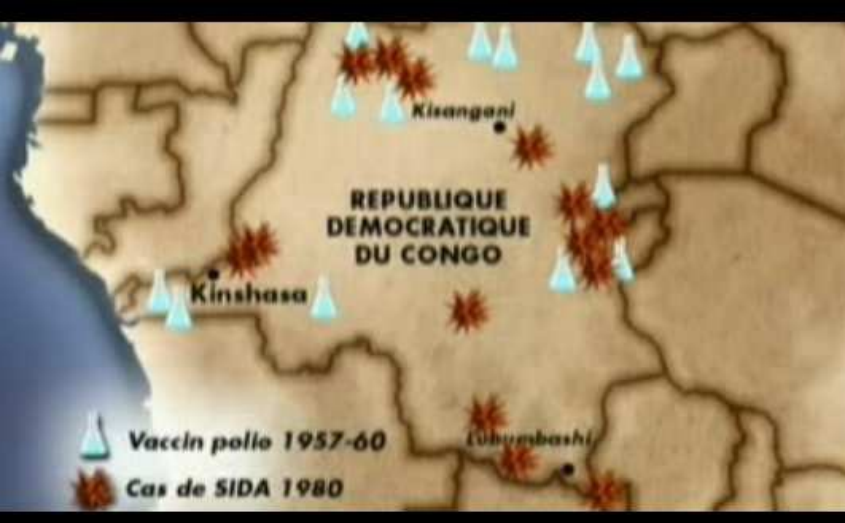 Kisangani
REPUBLIQUE
DEMOCRATIQUE
DU CONGO
Kinshasa
Lubumbashi
Vaccin polio 1957-60
Cas de SIDA 1980